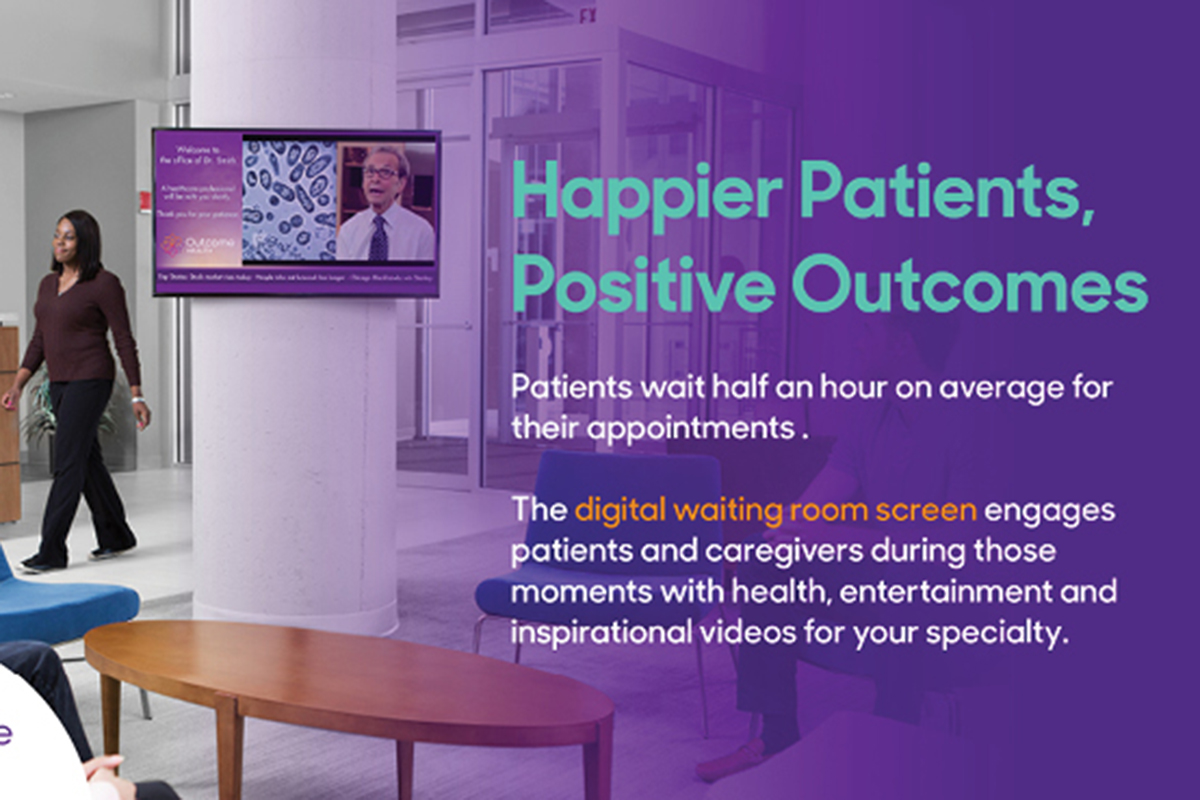 Welcome to
the office of Dr. Smith.
A healthcare professional
will be with you shortly.
Thank you for your patience.
Outcome
HEALTH
Happier Patients,
Positive Outcomes
Patients wait half an hour on average for
their appointments .
The digital waiting room screen engages
patients and caregivers during those
moments with health, entertainment and
inspirational videos for your specialty.
e